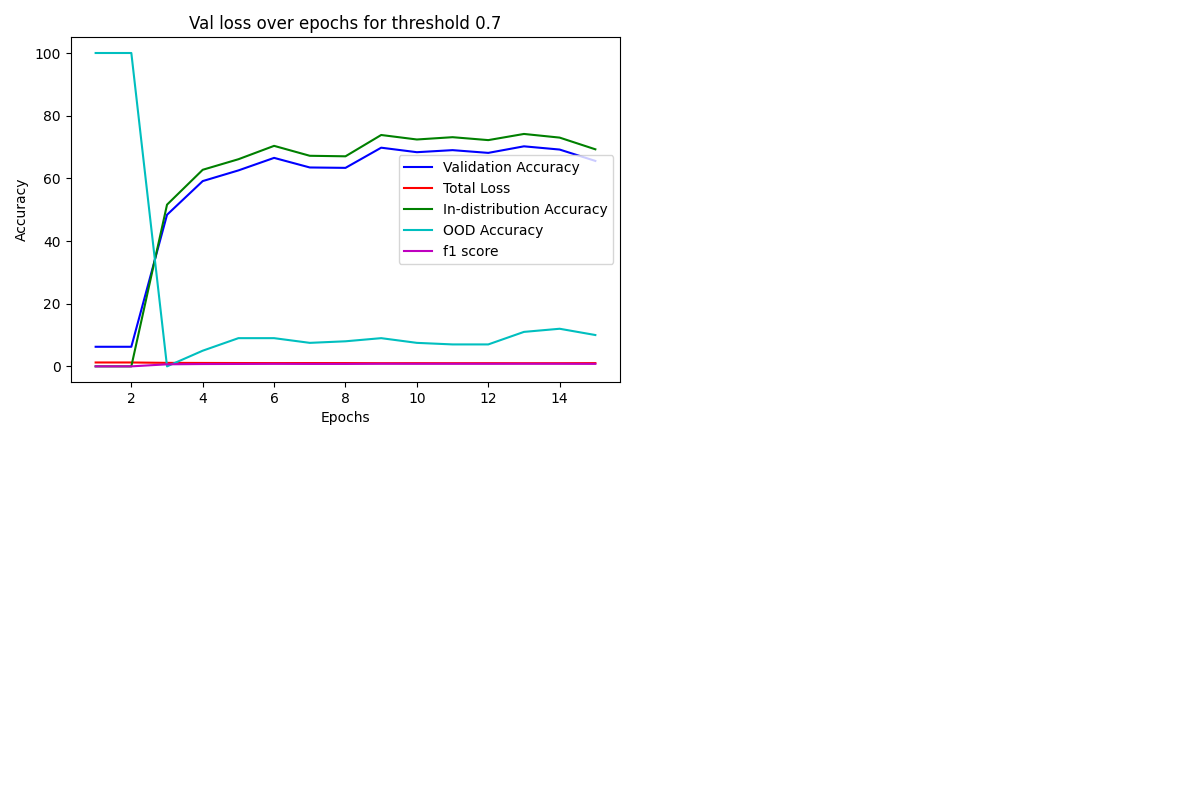 Val loss over epochs for threshold 0.7
100
80
60
40
20
0
Accuracy
Validation Accuracy
Total Loss
In-distribution Accuracy
OOD Accuracy
f1 score
2 4 6 8 10 12 14
Epochs